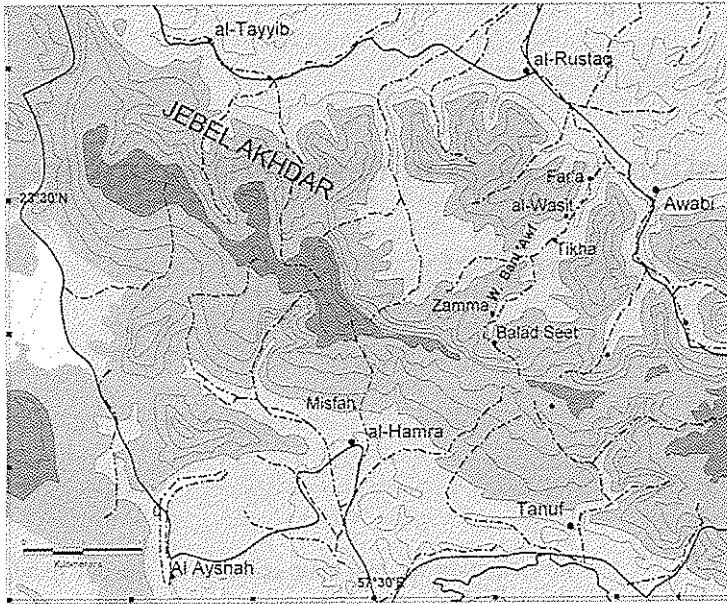 al-Tayyib
al-Rustaq
JEBEL AKHDAR
Fara
23°30'N
al-Wasit
Awabi
W. Bani 'Awf
Tikha
Zamma
Balad Seet
Misfah
al-Hamra
Tanuf
Kilometers
Al Aysnah
57°30'E